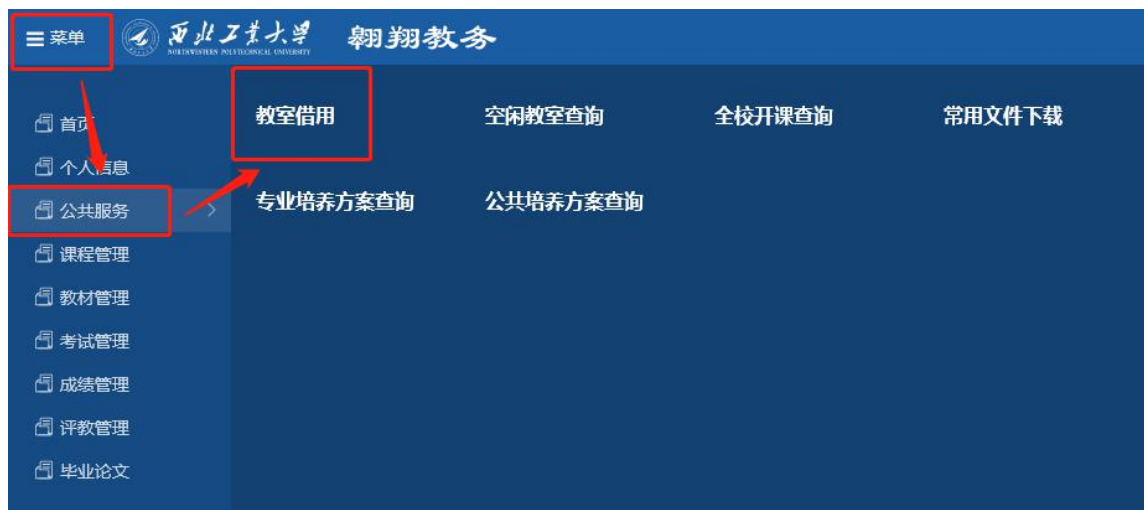 菜单 西北工业大学 翱翔教务
NORTHWESTERN POLYTECHNICAL UNIVERSITY
首页
个人信息
公共服务
课程管理
教材管理
考试管理
成绩管理
评教管理
毕业论文
教室借用 空闲教室查询 全校开课查询 常用文件下载
专业培养方案查询 公共培养方案查询